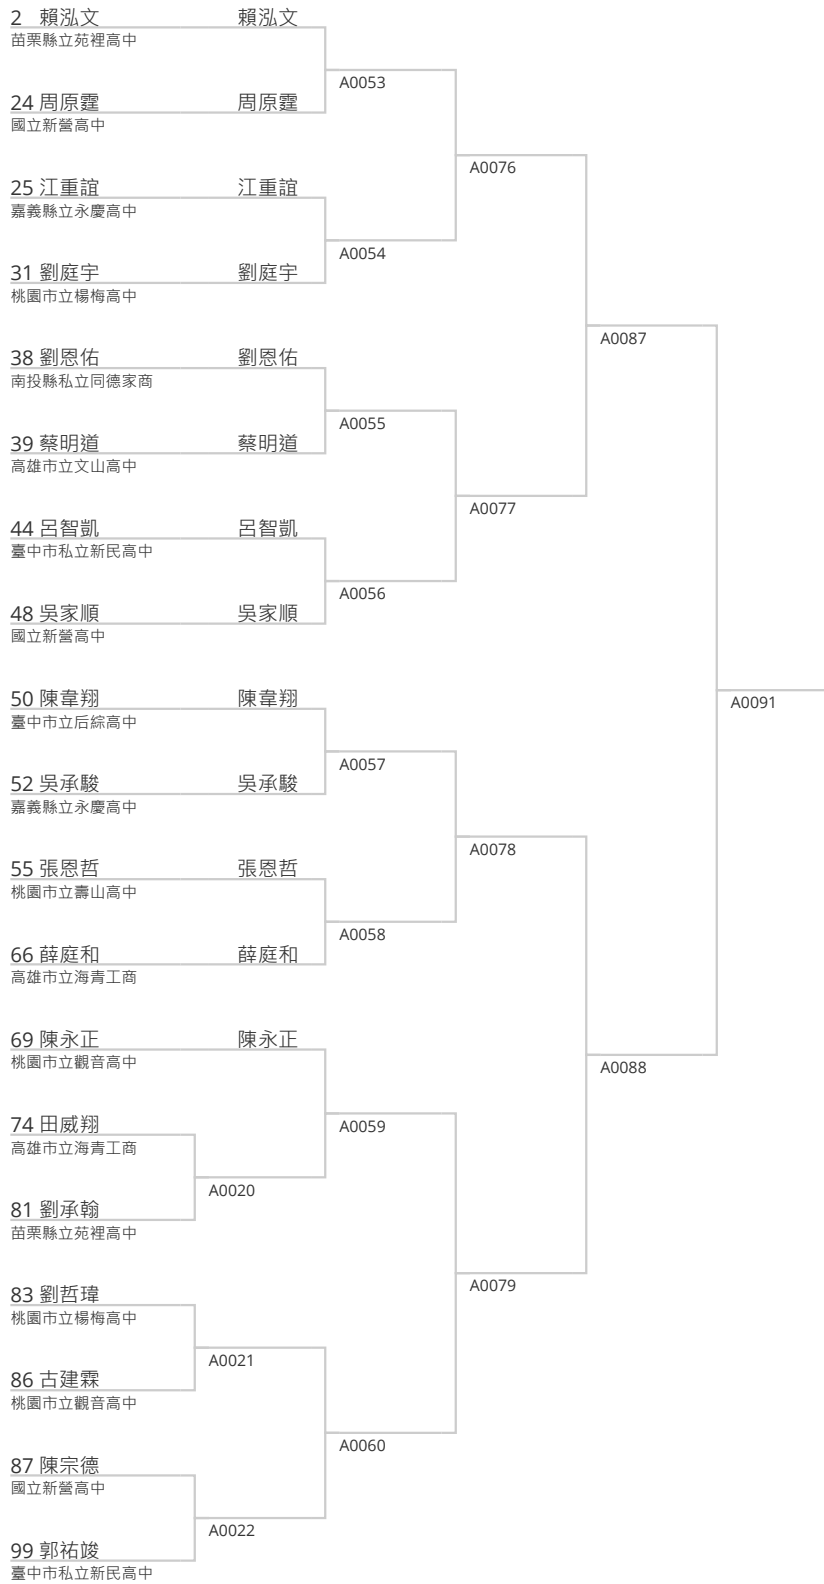 2 賴泓文 賴泓文
苗栗縣立苑裡高中
A0053
24 周原霆 周原霆
國立新營高中
A0076
25 江重誼 江重誼
嘉義縣立永慶高中
A0054
31 劉庭宇 劉庭宇
桃園市立楊梅高中
A0087
38 劉恩佑 劉恩佑
南投縣私立同德家商
A0055
39 蔡明道 蔡明道
高雄市立文山高中
A0077
44 呂智凱 呂智凱
臺中市私立新民高中
A0056
48 吳家順 吳家順
國立新營高中
50 陳韋翔 陳韋翔
A0091
臺中市立后綜高中
A0057
52 吳承駿 吳承駿
嘉義縣立永慶高中
A0078
55 張恩哲 張恩哲
桃園市立壽山高中
A0058
66 薛庭和 薛庭和
高雄市立海青工商
69 陳永正 陳永正
桃園市立觀音高中
A0088
74 田威翔
A0059
高雄市立海青工商
A0020
81 劉承翰
苗栗縣立苑裡高中
A0079
83 劉哲瑋
桃園市立楊梅高中
A0021
86 古建霖
桃園市立觀音高中
A0060
87 陳宗德
國立新營高中
A0022
99 郭祐竣
臺中市私立新民高中